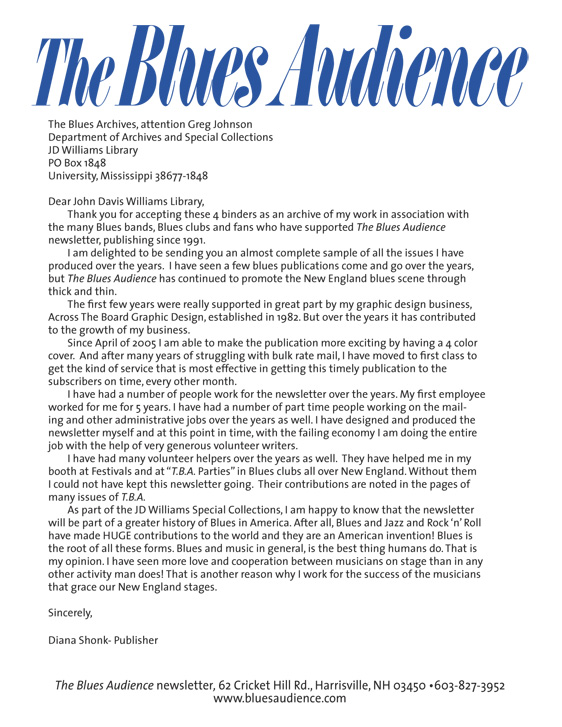 The Blues Audience
The Blues Archives, attention Greg Johnson
Department of Archives and Special Collections
JD Williams Library
PO Box 1848
University, Mississippi 38677-1848
Dear John Davis Williams Library,
Thank you for accepting these 4 binders as an archive of my work in association with
the many Blues bands, Blues clubs and fans who have supported The Blues Audience
newsletter, publishing since 1991.
I am delighted to be sending you an almost complete sample of all the issues I have
produced over the years.  I have seen a few blues publications come and go over the years,
but The Blues Audience has continued to promote the New England blues scene through
thick and thin.
The first few years were really supported in great part by my graphic design business,
Across The Board Graphic Design, established in 1982. But over the years it has contributed
to the growth of my business.
Since April of 2005 I am able to make the publication more exciting by having a 4 color
cover.  And after many years of struggling with bulk rate mail, I have moved to first class to
get the kind of service that is most effective in getting this timely publication to the
subscribers on time, every other month.
I have had a number of people work for the newsletter over the years. My first employee
worked for me for 5 years. I have had a number of part time people working on the mail-
ing and other administrative jobs over the years as well. I have designed and produced the
newsletter myself and at this point in time, with the failing economy I am doing the entire
job with the help of very generous volunteer writers.
I have had many volunteer helpers over the years as well.  They have helped me in my
booth at Festivals and at “T.B.A. Parties” in Blues clubs all over New England. Without them
I could not have kept this newsletter going.  Their contributions are noted in the pages of
many issues of T.B.A.
As part of the JD Williams Special Collections, I am happy to know that the newsletter
will be part of a greater history of Blues in America. After all, Blues and Jazz and Rock ‘n’ Roll
have made HUGE contributions to the world and they are an American invention! Blues is
the root of all these forms. Blues and music in general, is the best thing humans do. That is
my opinion. I have seen more love and cooperation between musicians on stage than in any
other activity man does! That is another reason why I work for the success of the musicians
that grace our New England stages.
Sincerely,
Diana Shonk- Publisher
The Blues Audience newsletter, 62 Cricket Hill Rd., Harrisville, NH 03450 •603-827-3952
www.bluesaudience.com